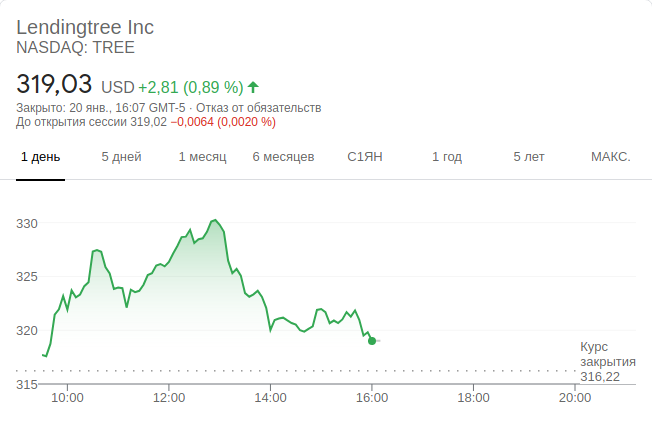 Lendingtree Inc
NASDAQ: TREE
319,03 USD +2,81 (0,89 %)
Закрыто: 20 янв., 16:07 GMT-5 · Отказ от обязательств
До открытия сессии 319,02 −0,0064 (0,0020 %)
1 день 5 дней 1 месяц 6 месяцев С1ЯН 1 год 5 лет МАКС.
330
325
320
Курс
закрытия
316,22
315
10:00 12:00 14:00 16:00 18:00 20:00